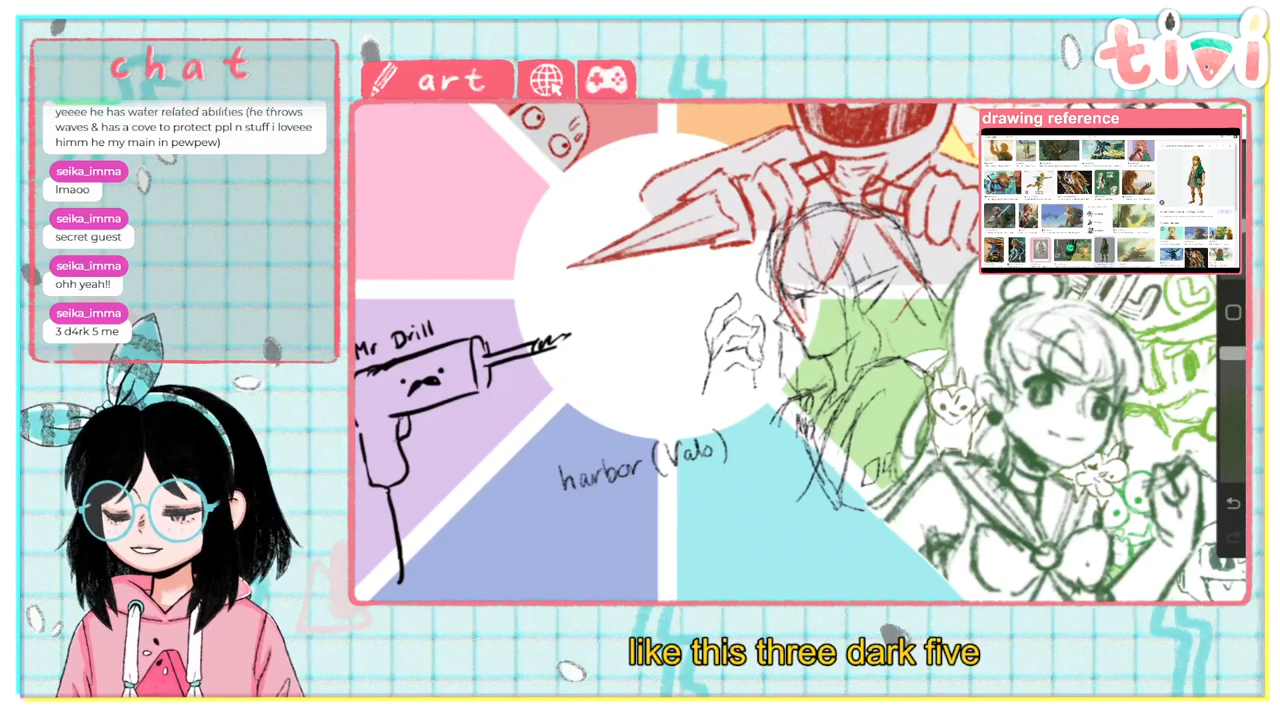 chat
yeeee he has water related abilities (he throws
waves & has a cove to protect ppl n stuff i loveee
himm he my main in pewpew)
seika_imma
lmaoo
seika_imma
secret guest
seika_imma
ohh yeah!!
seika_imma
3 d4rk 5 me
art
tivi
drawing reference
Mr Drill
harbor (Valo)
like this three dark five